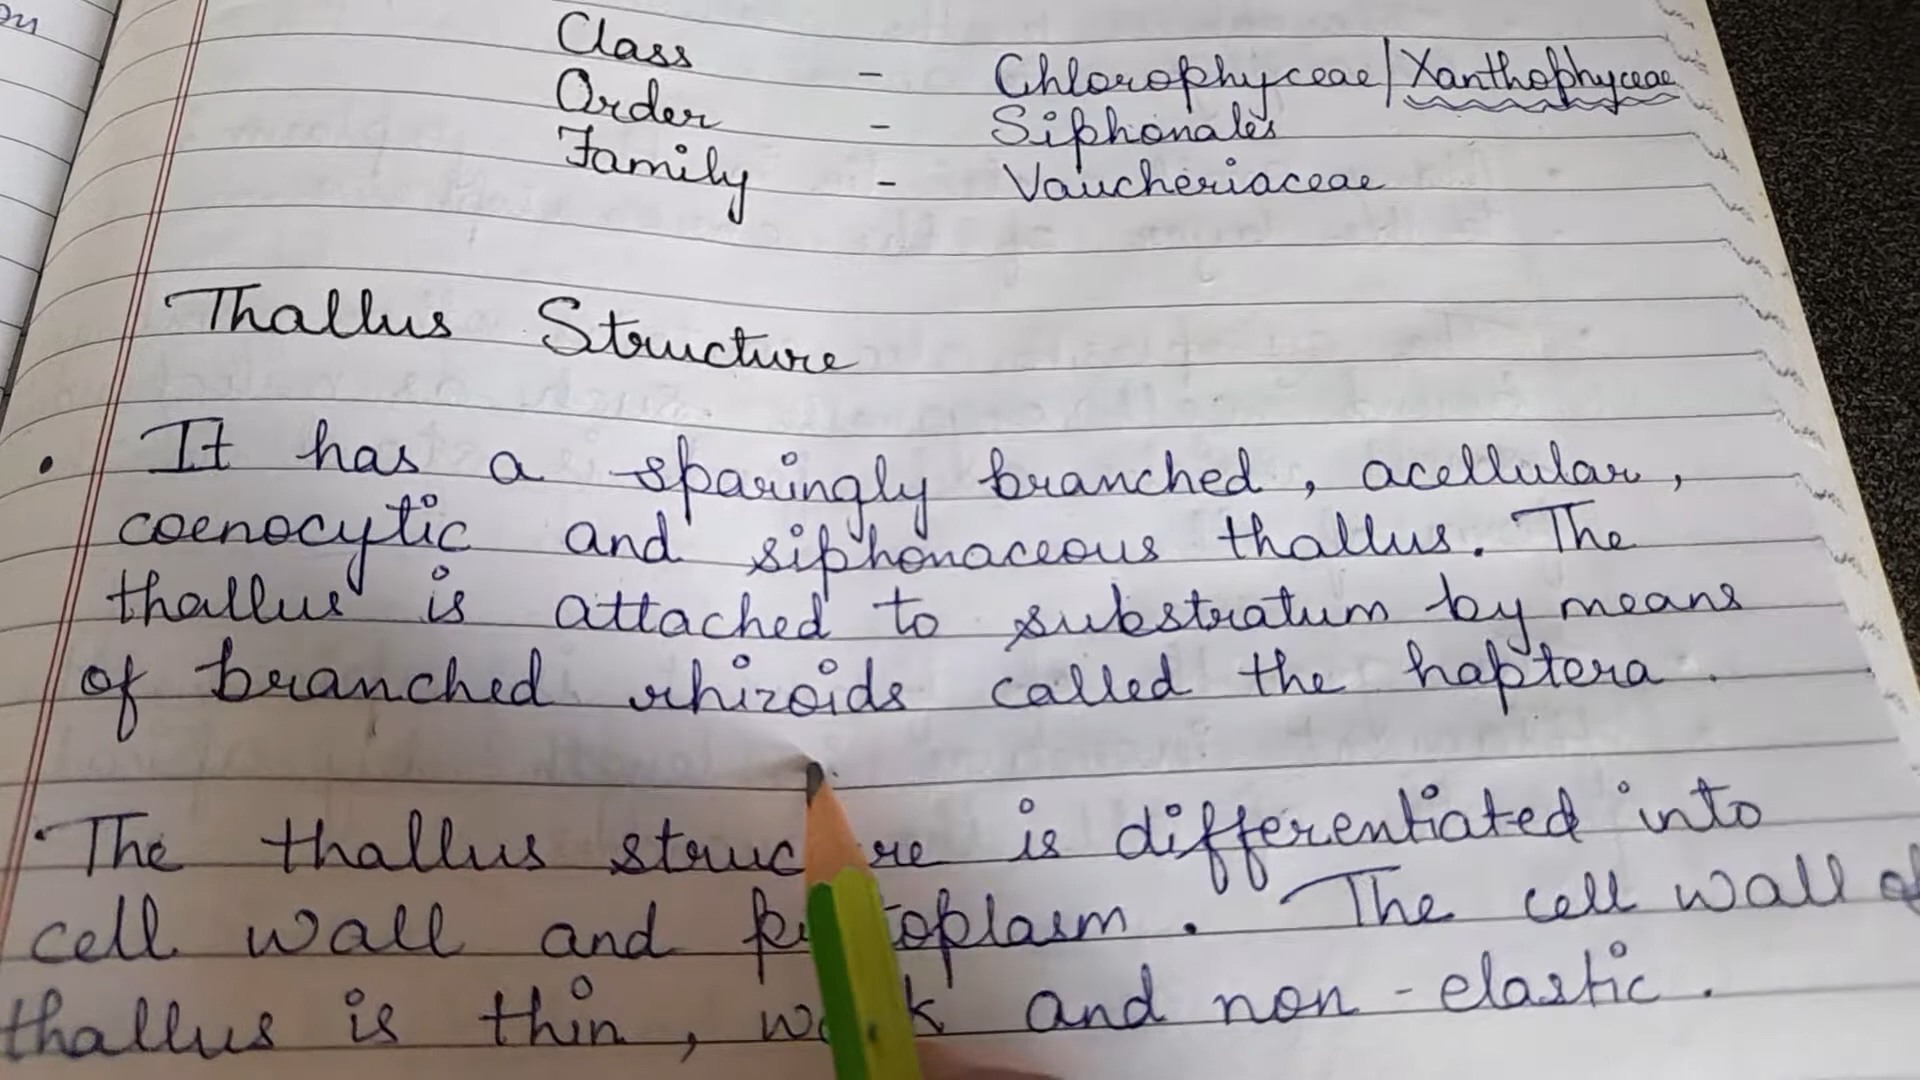 Class - Chlorophyceae/Xanthophyceae
Order - Siphonales
Family - Vaucheriaceae
Thallus Structure
• It has a sparingly branched, acellular,
coenocytic and siphonaceous thallus. The
thallus is attached to substratum by means
of branched rhizoids called the haptera.
• The thallus is differentiated into
cell wall and. The cell wall of
thallus is thin, and non-elastic.